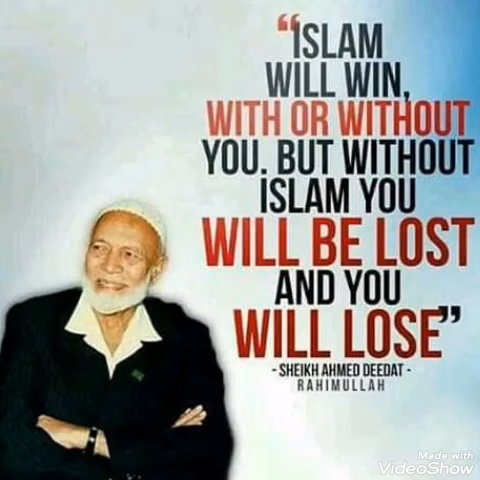 “ISLAM
WILL WIN,
WITH OR WITHOUT
YOU. BUT WITHOUT
ISLAM YOU
WILL BE LOST
AND YOU
WILL LOSE”
- SHEIKH AHMED DEEDAT -
RAHIMULLAH
Made with
VideoShow